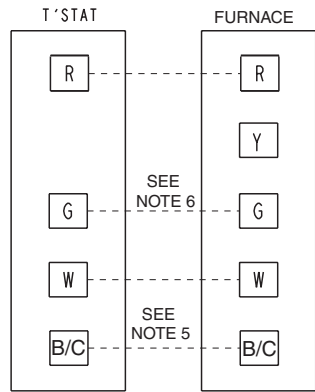 T'STAT FURNACE
R R
Y
SEE
NOTE 6
G G
W W
SEE
NOTE 5
B/C B/C